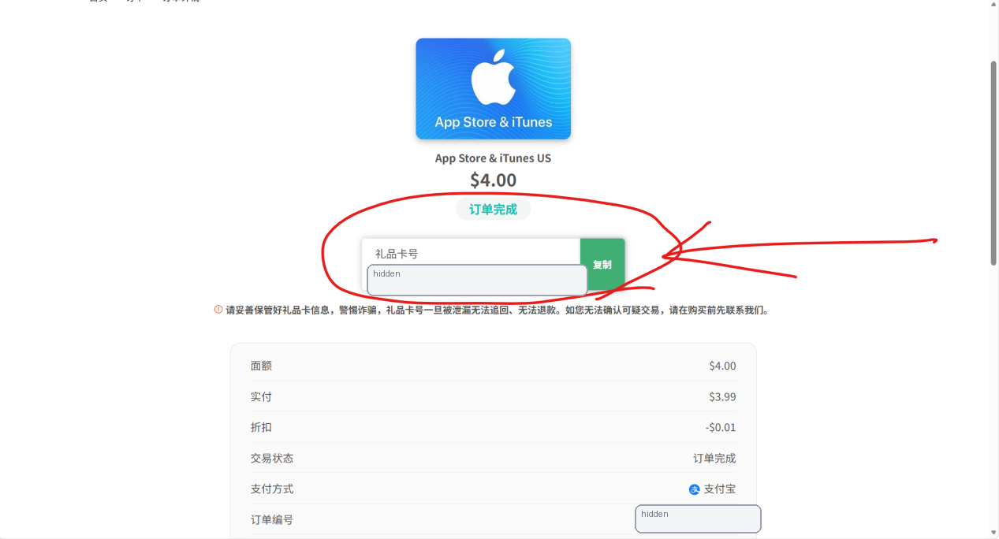 App Store & iTunes
App Store & iTunes US
$4.00
订单完成
礼品卡号
复制
hidden
请妥善保管好礼品卡信息，警惕诈骗，礼品卡号一旦被泄漏无法追回、无法退款。如您无法确认可疑交易，请在购买前先联系我们。
面额 $4.00
实付 $3.99
折扣 -$0.01
交易状态 订单完成
支付方式 支付宝
订单编号 hidden